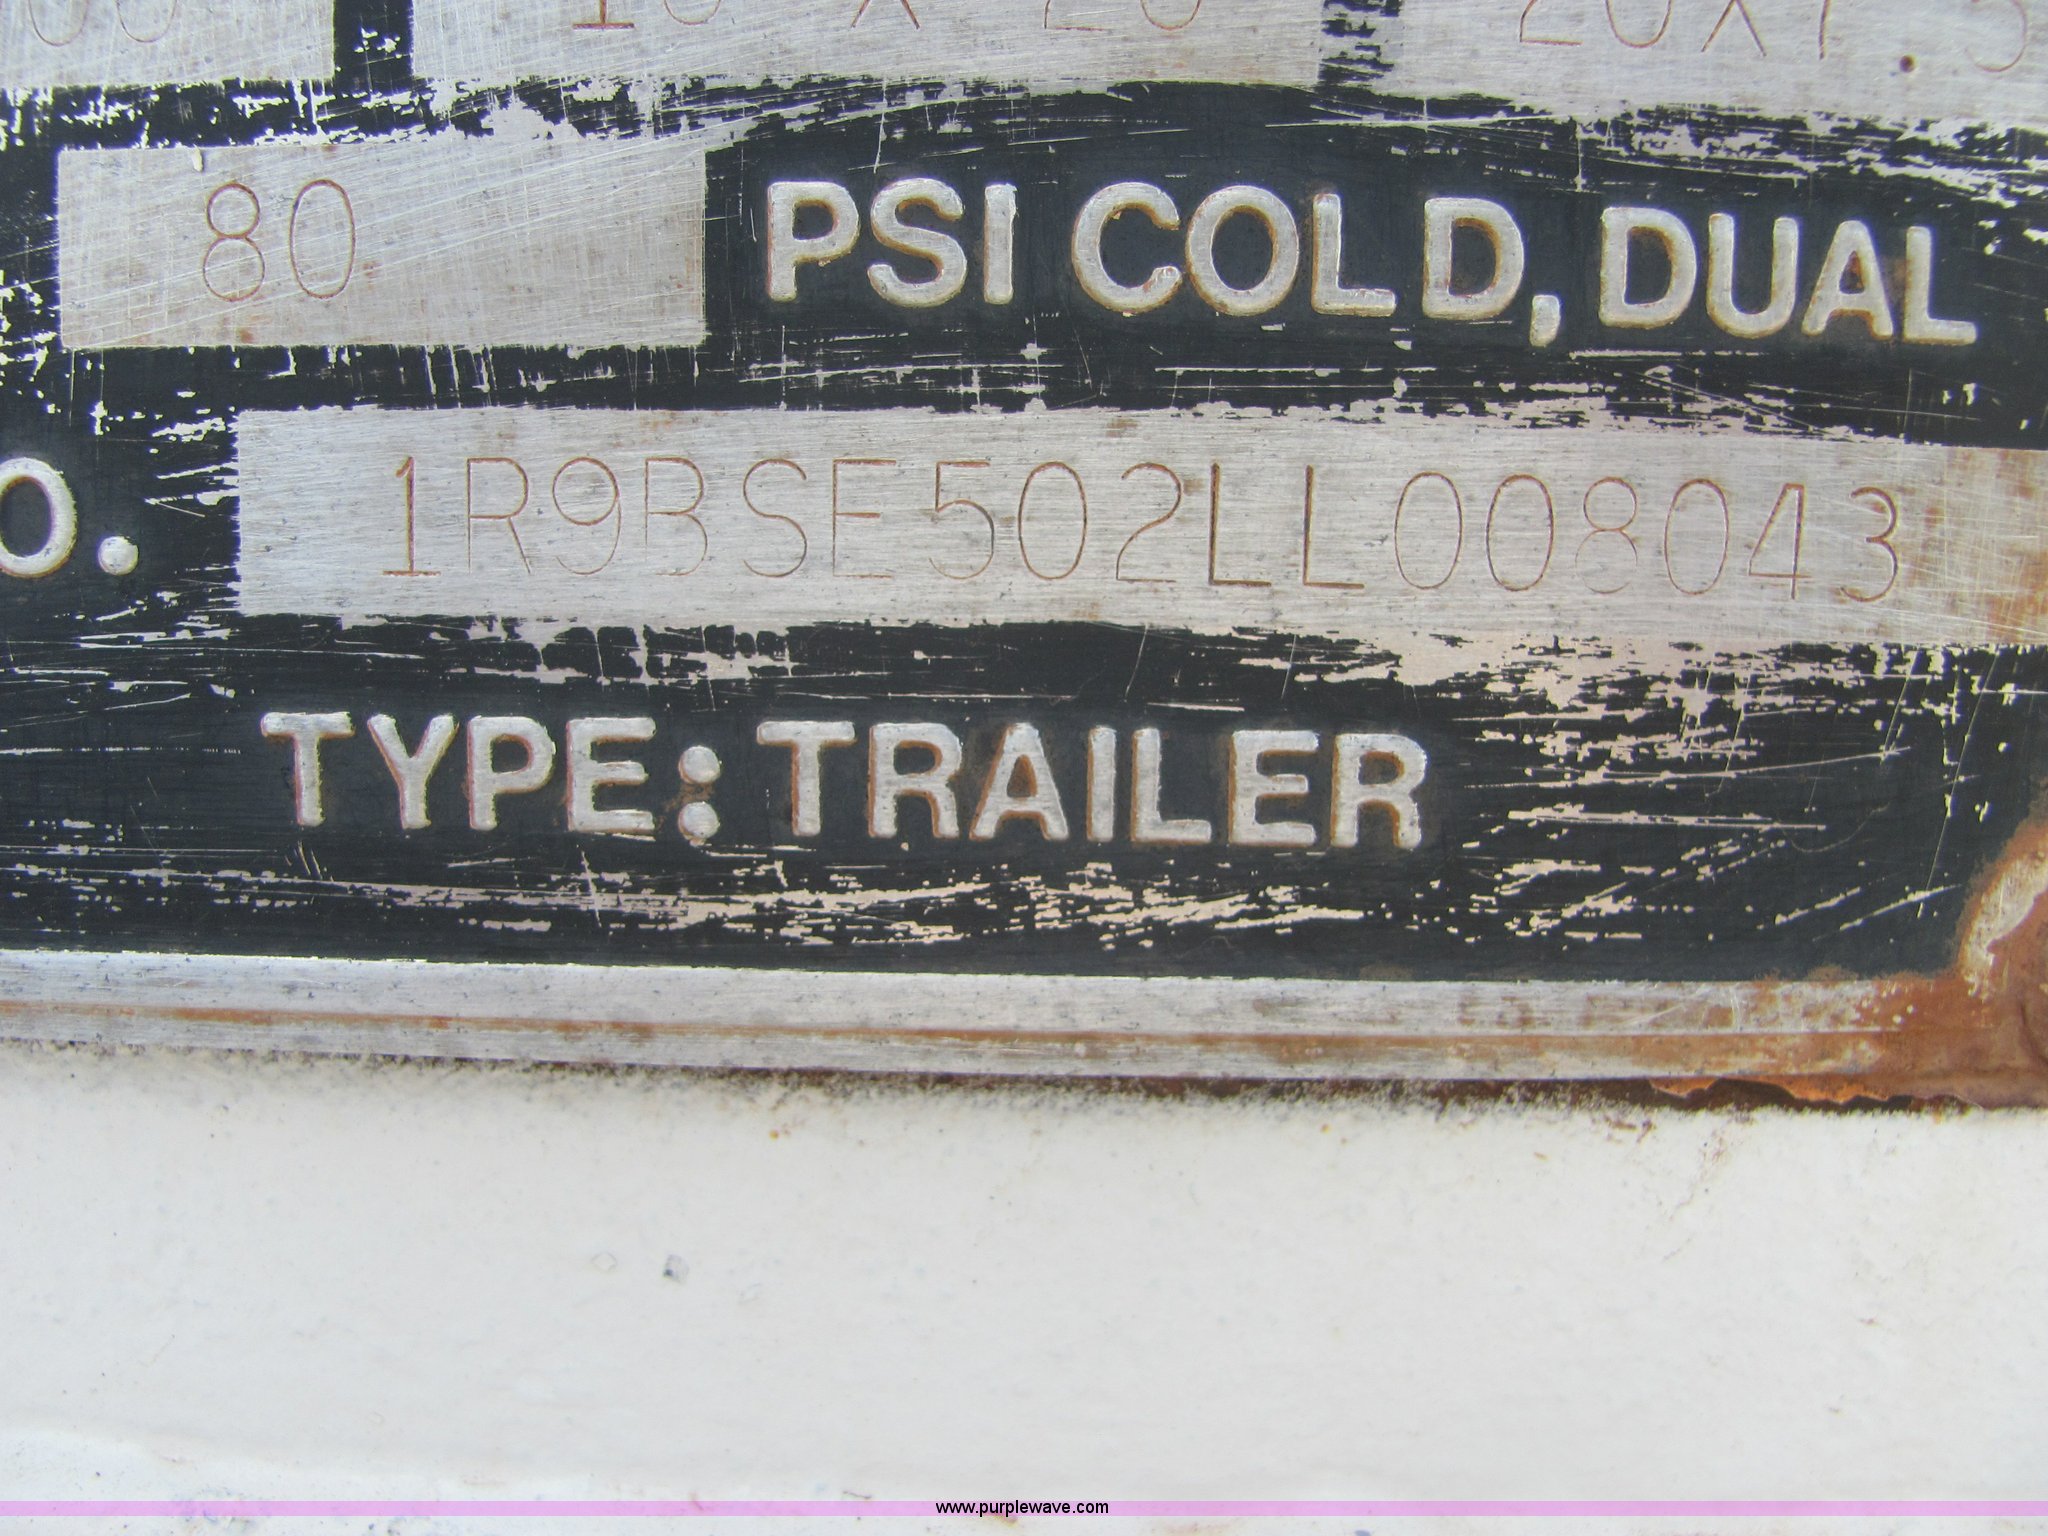 80 PSI COLD, DUAL
O. 1R9BSE502LL008043
TYPE: TRAILER
www.purplewave.com